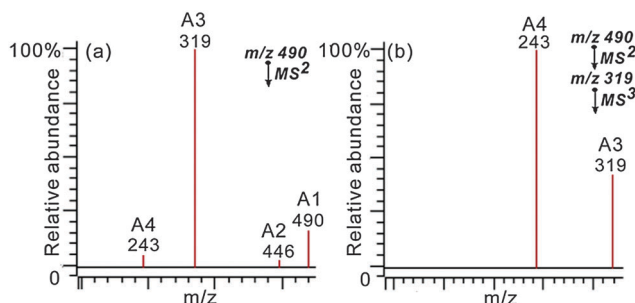 (a)
100%
A3
319
m/z 490
MS2
Relative abundance
A4
243
A2
446
A1
490
0
m/z
(b)
100%
A4
243
m/z 490
MS2
m/z 319
MS3
Relative abundance
A3
319
0
m/z